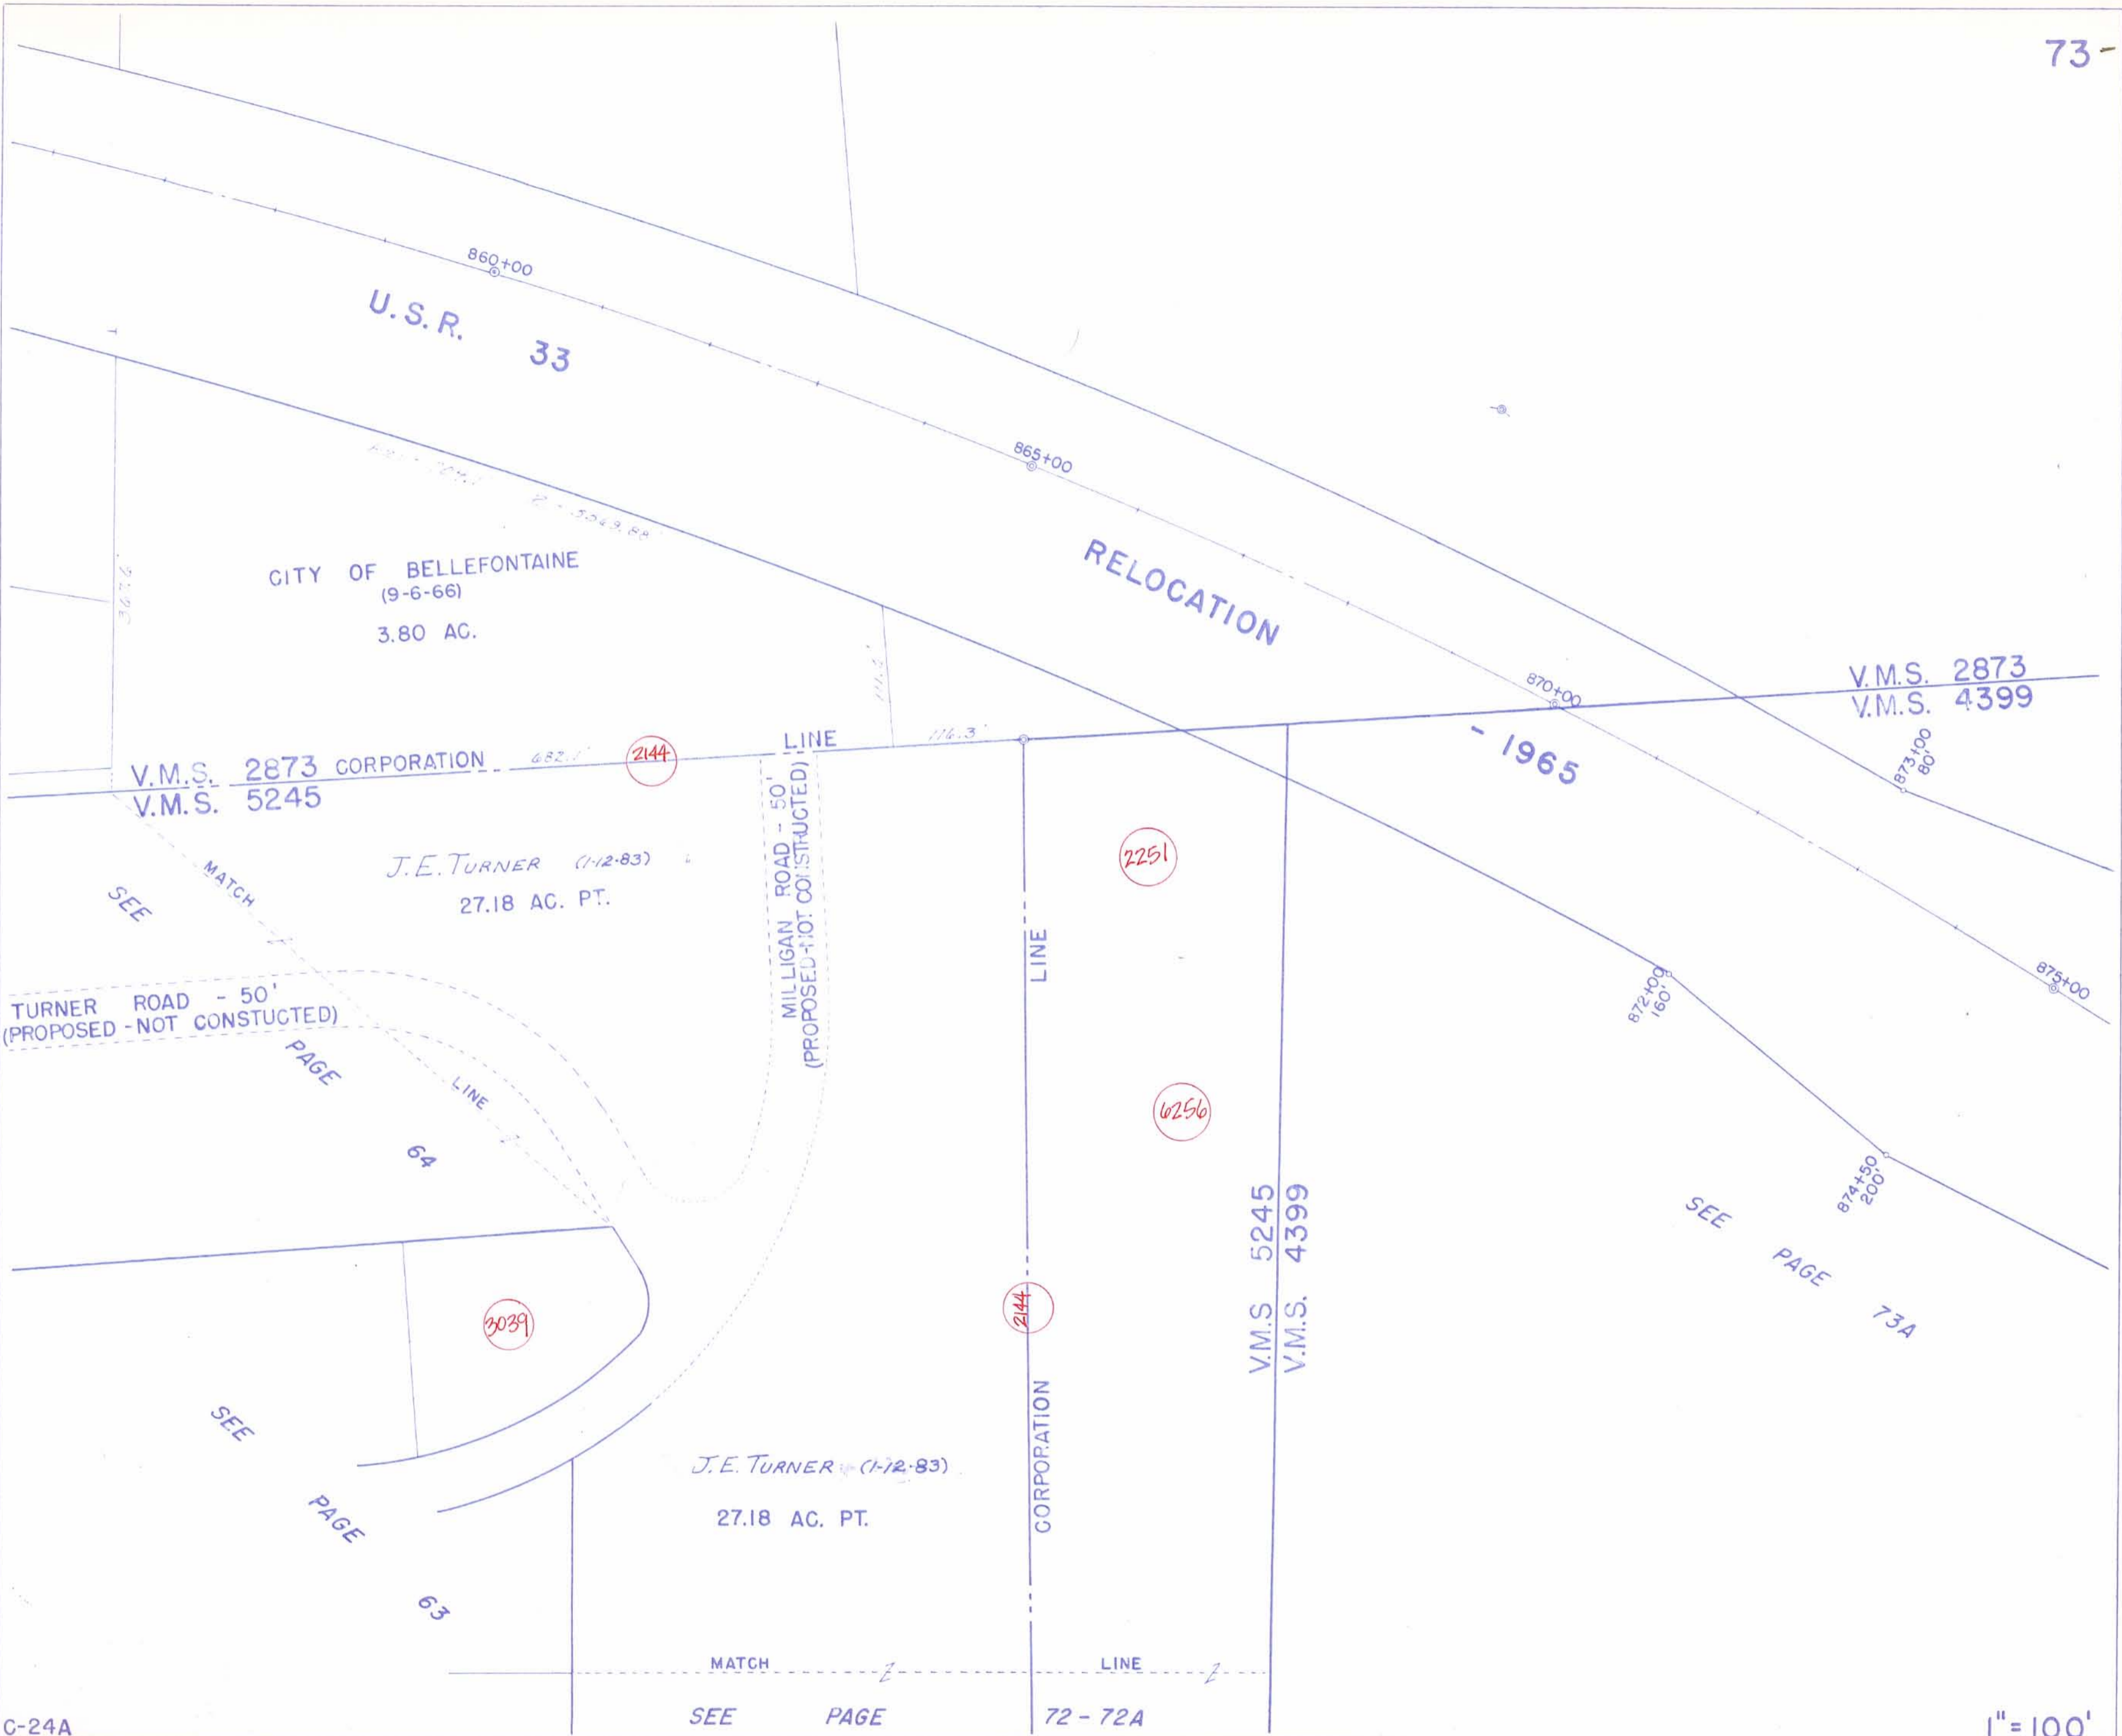 73-
860+00
U.S.R. 33
865+00
RELOCATION
- 1965
870+00
V.M.S. 2873
V.M.S. 4399
873+00
80'
CITY OF BELLEFONTAINE
(9-6-66)
3.80 AC.
367.6'
116.3'
LINE
2144
682.1'
V.M.S. 2873 CORPORATION
V.M.S. 5245
J.E. TURNER (1-12-83)
27.18 AC. PT.
MILLIGAN ROAD - 50'
(PROPOSED-NOT CONSTRUCTED)
2251
LINE
MATCH
SEE
TURNER ROAD - 50'
(PROPOSED - NOT CONSTUCTED)
PAGE
LINE
64
872+00
160'
875+00
6256
874+50
200'
V.M.S 5245
V.M.S. 4399
SEE PAGE 73A
3039
2144
CORPORATION
SEE
PAGE
63
J.E. TURNER (1-12-83)
27.18 AC. PT.
MATCH LINE
SEE PAGE 72-72A
C-24A
1"=100'